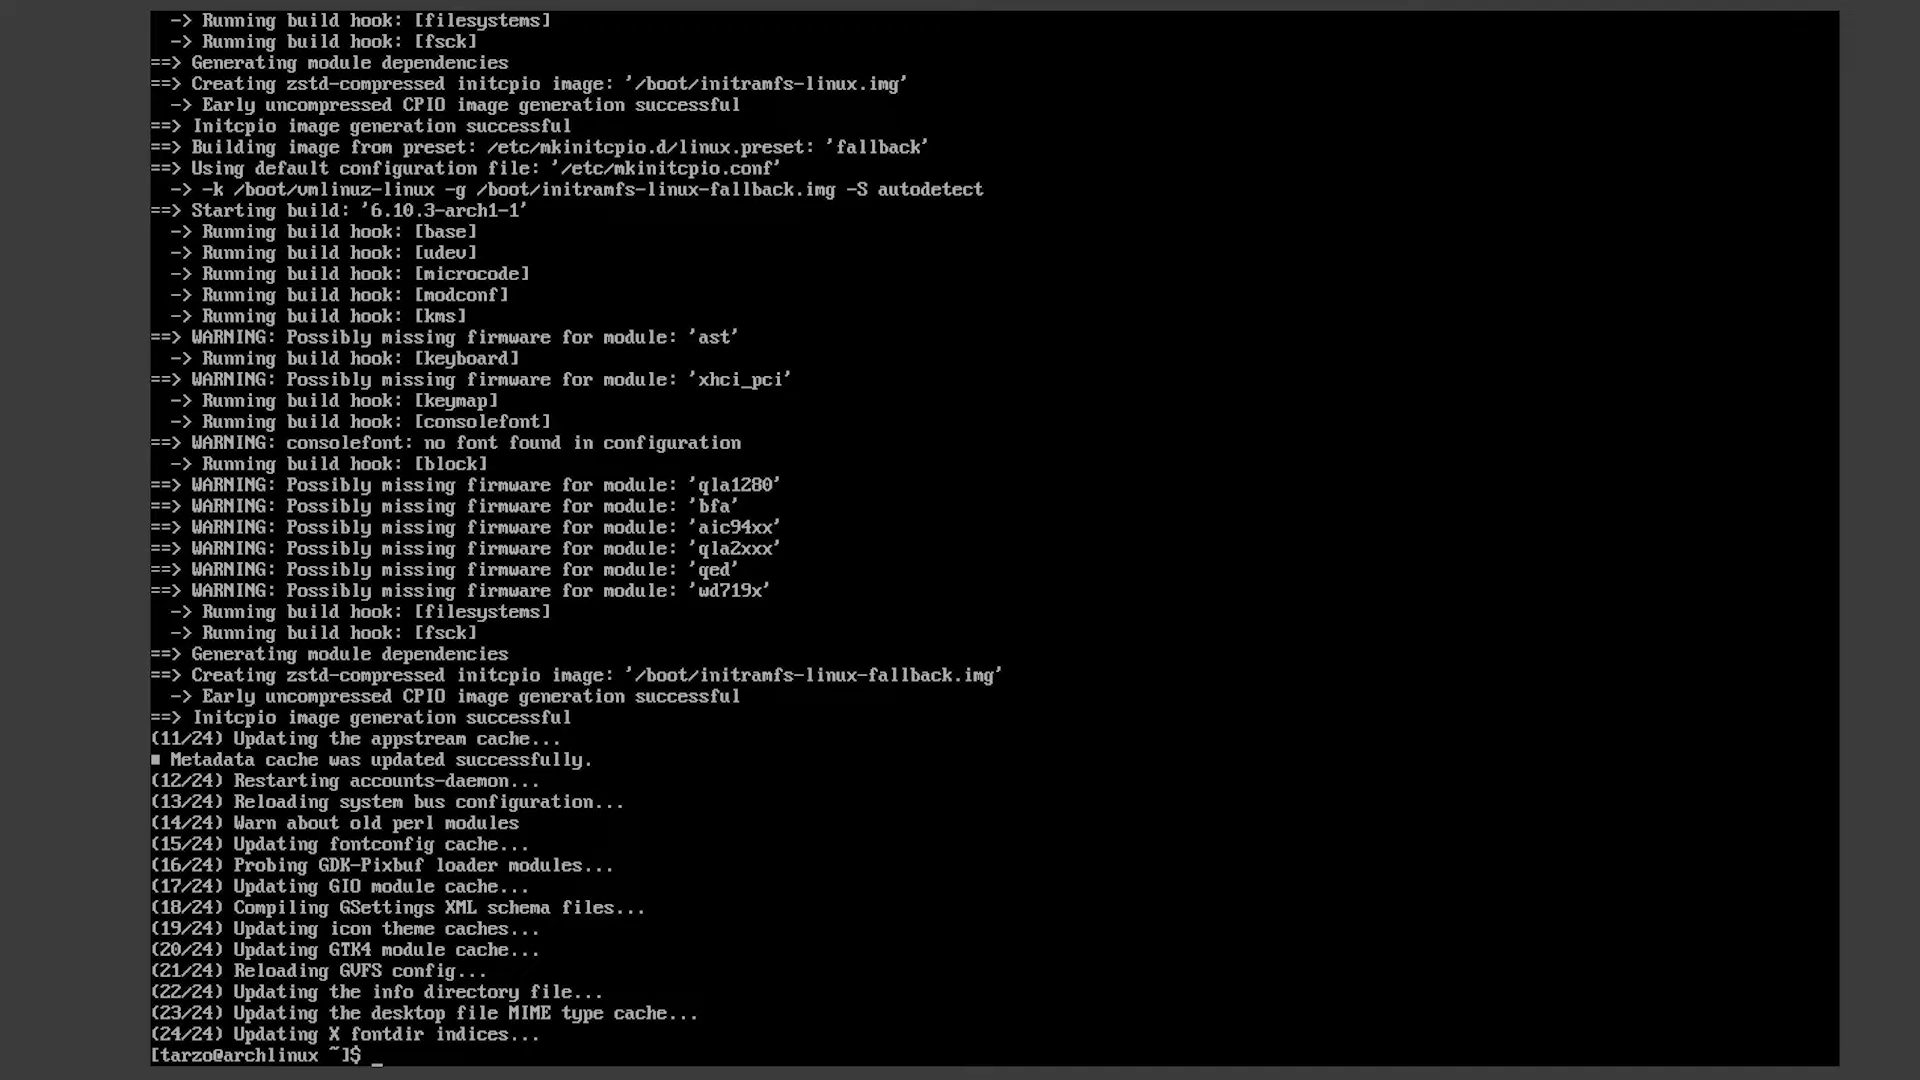 -> Running build hook: [filesystems]
-> Running build hook: [fsck]
==> Generating module dependencies
==> Creating zstd-compressed initcpio image: '/boot/initramfs-linux.img'
-> Early uncompressed CPIO image generation successful
==> Initcpio image generation successful
==> Building image from preset: /etc/mkinitcpio.d/linux.preset: 'fallback'
==> Using default configuration file: '/etc/mkinitcpio.conf'
-> -k /boot/vmlinuz-linux -g /boot/initramfs-linux-fallback.img -S autodetect
==> Starting build: '6.10.3-arch1-1'
-> Running build hook: [base]
-> Running build hook: [udev]
-> Running build hook: [microcode]
-> Running build hook: [modconf]
-> Running build hook: [kms]
==> WARNING: Possibly missing firmware for module: 'ast'
-> Running build hook: [keyboard]
==> WARNING: Possibly missing firmware for module: 'xhci_pci'
-> Running build hook: [keymap]
-> Running build hook: [consolefont]
==> WARNING: consolefont: no font found in configuration
-> Running build hook: [block]
==> WARNING: Possibly missing firmware for module: 'qla1280'
==> WARNING: Possibly missing firmware for module: 'bfa'
==> WARNING: Possibly missing firmware for module: 'aic94xx'
==> WARNING: Possibly missing firmware for module: 'qla2xxx'
==> WARNING: Possibly missing firmware for module: 'qed'
==> WARNING: Possibly missing firmware for module: 'wd719x'
-> Running build hook: [filesystems]
-> Running build hook: [fsck]
==> Generating module dependencies
==> Creating zstd-compressed initcpio image: '/boot/initramfs-linux-fallback.img'
-> Early uncompressed CPIO image generation successful
==> Initcpio image generation successful
(11/24) Updating the appstream cache...
■ Metadata cache was updated successfully.
(12/24) Restarting accounts-daemon...
(13/24) Reloading system bus configuration...
(14/24) Warn about old perl modules
(15/24) Updating fontconfig cache...
(16/24) Probing GDK-Pixbuf loader modules...
(17/24) Updating GIO module cache...
(18/24) Compiling GSettings XML schema files...
(19/24) Updating icon theme caches...
(20/24) Updating GTK4 module cache...
(21/24) Reloading GVFS config...
(22/24) Updating the info directory file...
(23/24) Updating the desktop file MIME type cache...
(24/24) Updating X fontdir indices...
[tarzo@archlinux ~]$ _